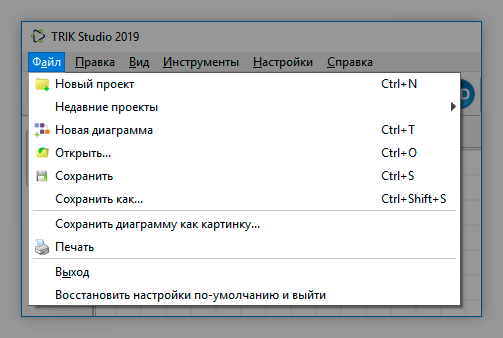 TRIK Studio 2019
Файл Правка Вид Инструменты Настройки Справка
Новый проект Ctrl+N
Недавние проекты
Новая диаграмма Ctrl+T
Открыть... Ctrl+O
Сохранить Ctrl+S
Сохранить как... Ctrl+Shift+S
Сохранить диаграмму как картинку...
Печать
Выход
Восстановить настройки по-умолчанию и выйти